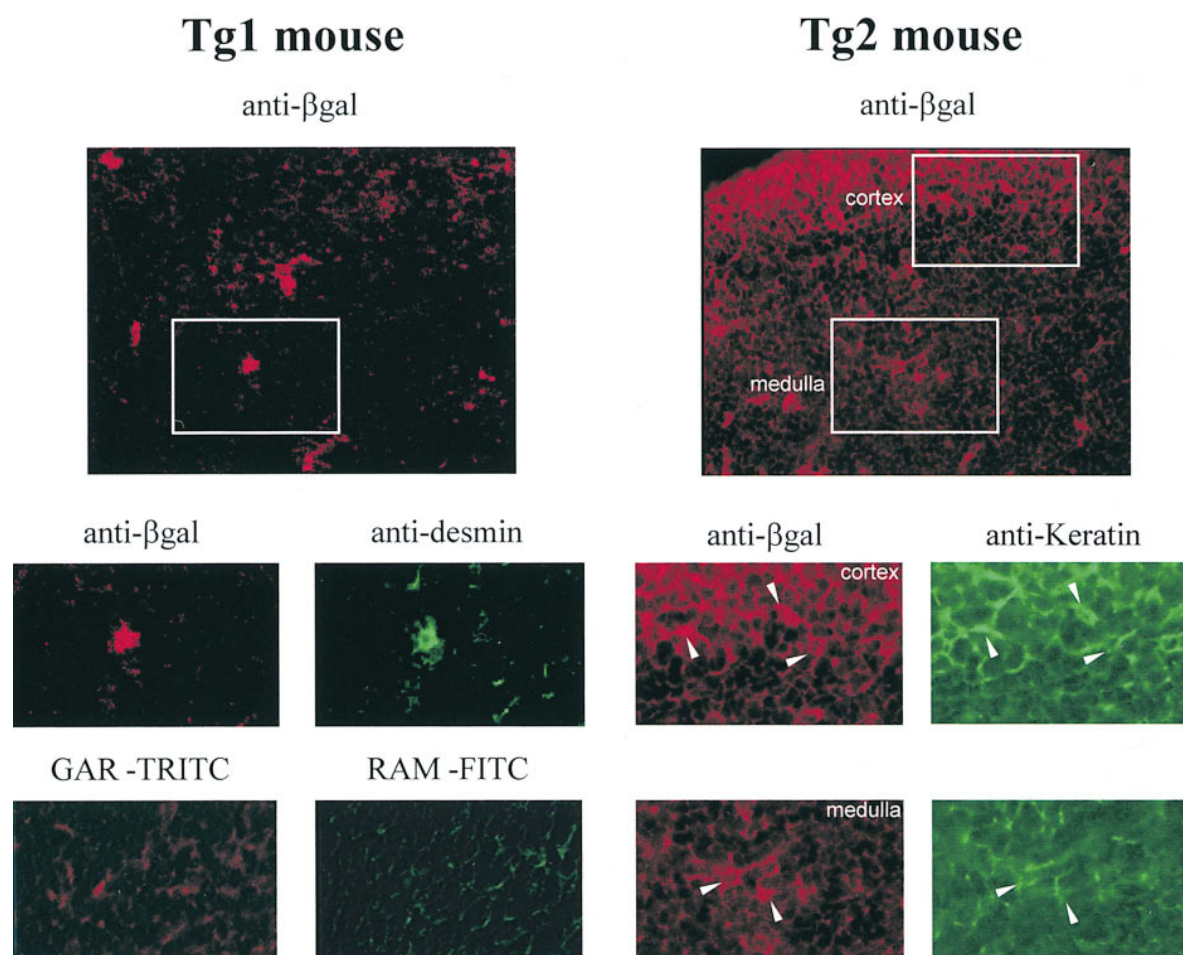 Tg1 mouse
Tg2 mouse
anti-βgal
anti-βgal
cortex
medulla
anti-βgal
anti-desmin
anti-βgal
anti-Keratin
cortex
GAR -TRITC
RAM -FITC
medulla